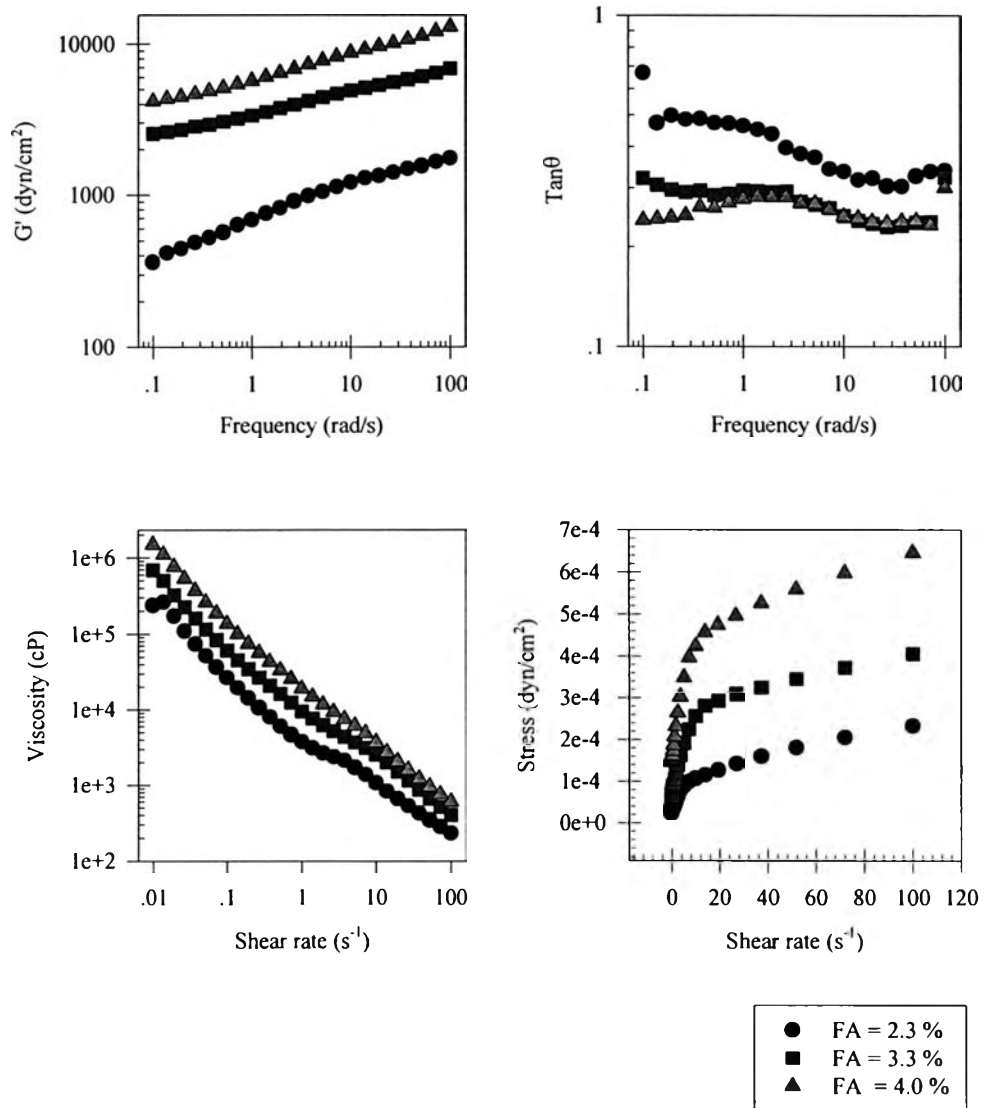 10000
1000
100
G' (dyn/cm²)
.1 1 10 100
Frequency (rad/s)
1
.1
Tanθ
.1 1 10 100
Frequency (rad/s)
1e+6
1e+5
1e+4
1e+3
1e+2
Viscosity (cP)
.01 .1 1 10 100
Shear rate (s⁻¹)
7e-4
6e-4
5e-4
4e-4
3e-4
2e-4
1e-4
0e+0
Stress (dyn/cm²)
0 20 40 60 80 100 120
Shear rate (s⁻¹)
FA = 2.3 %
FA = 3.3 %
FA = 4.0 %